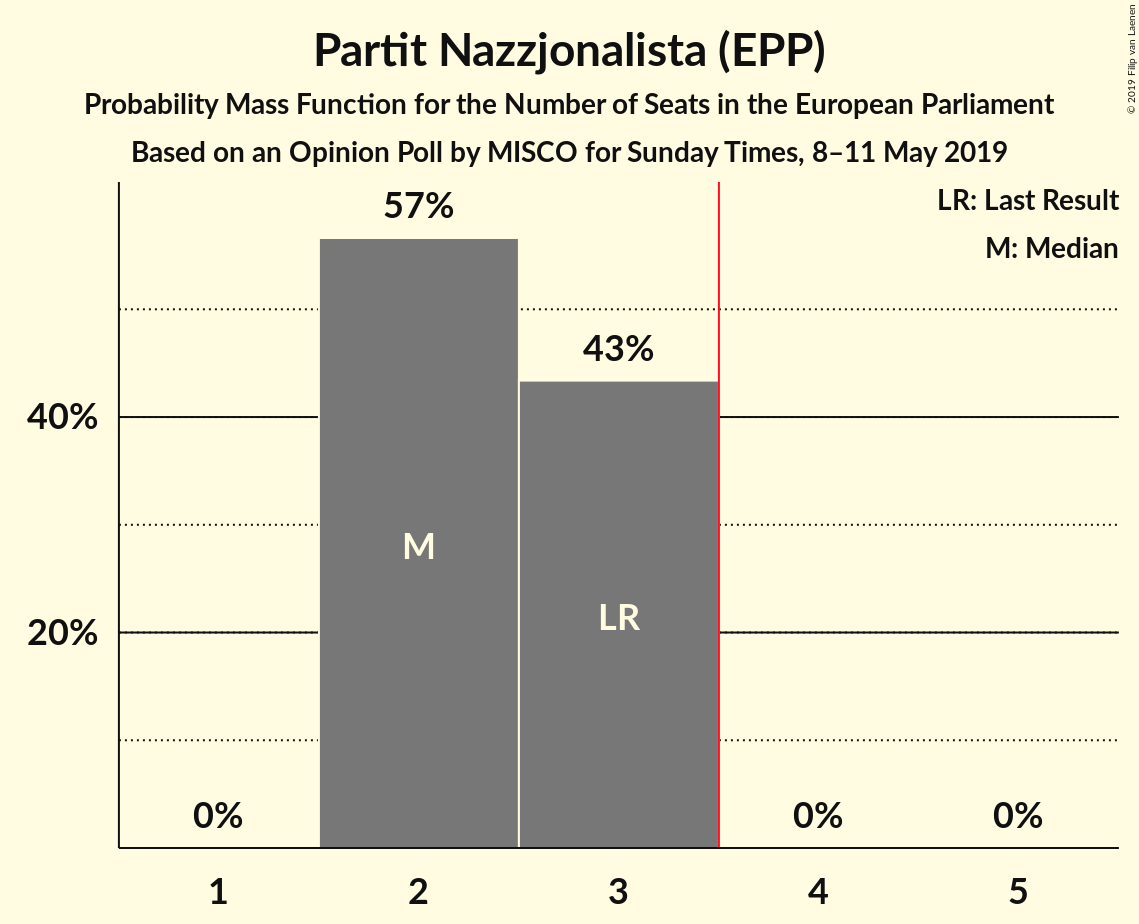 Partit Nazzjonalista (EPP)
Probability Mass Function for the Number of Seats in the European Parliament
Based on an Opinion Poll by MISCO for Sunday Times, 8–11 May 2019
© 2019 Filip van Laenen
LR: Last Result
M: Median
57%
43%
40%
20%
M
LR
0%
0%
0%
1
2
3
4
5